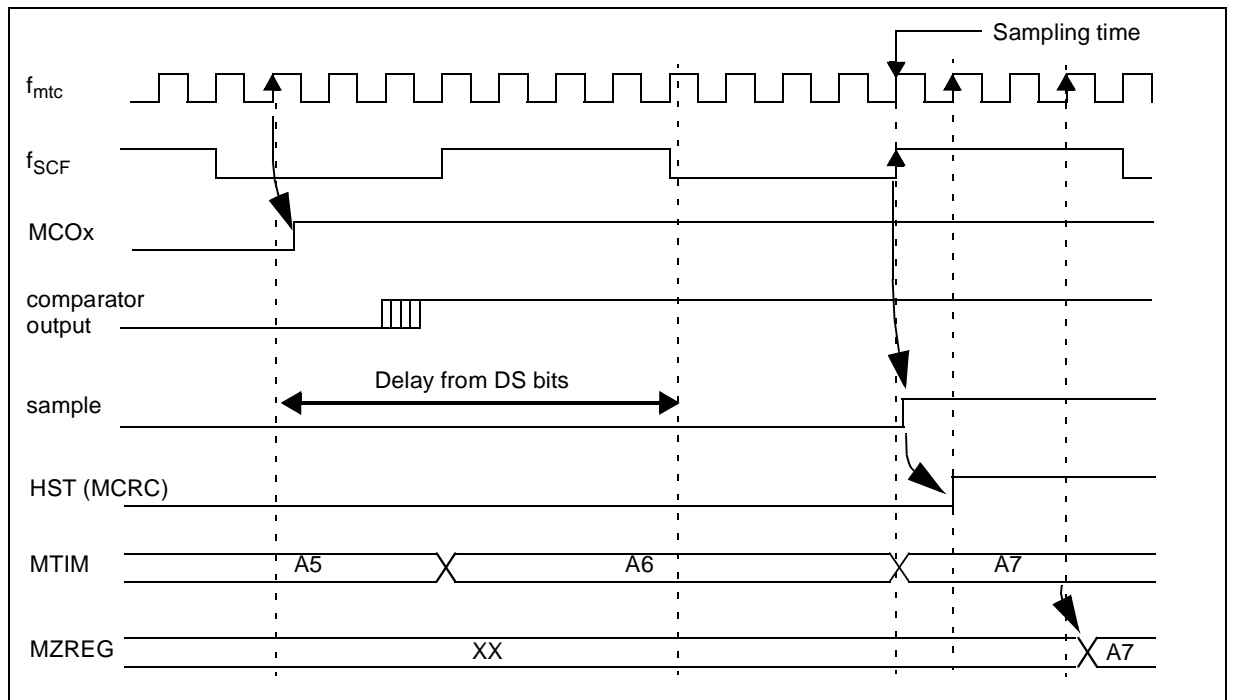 Sampling time
fmtc
fSCF
MCOx
comparator
output
Delay from DS bits
sample
HST (MCRC)
MTIM A5 A6 A7
MZREG XX A7